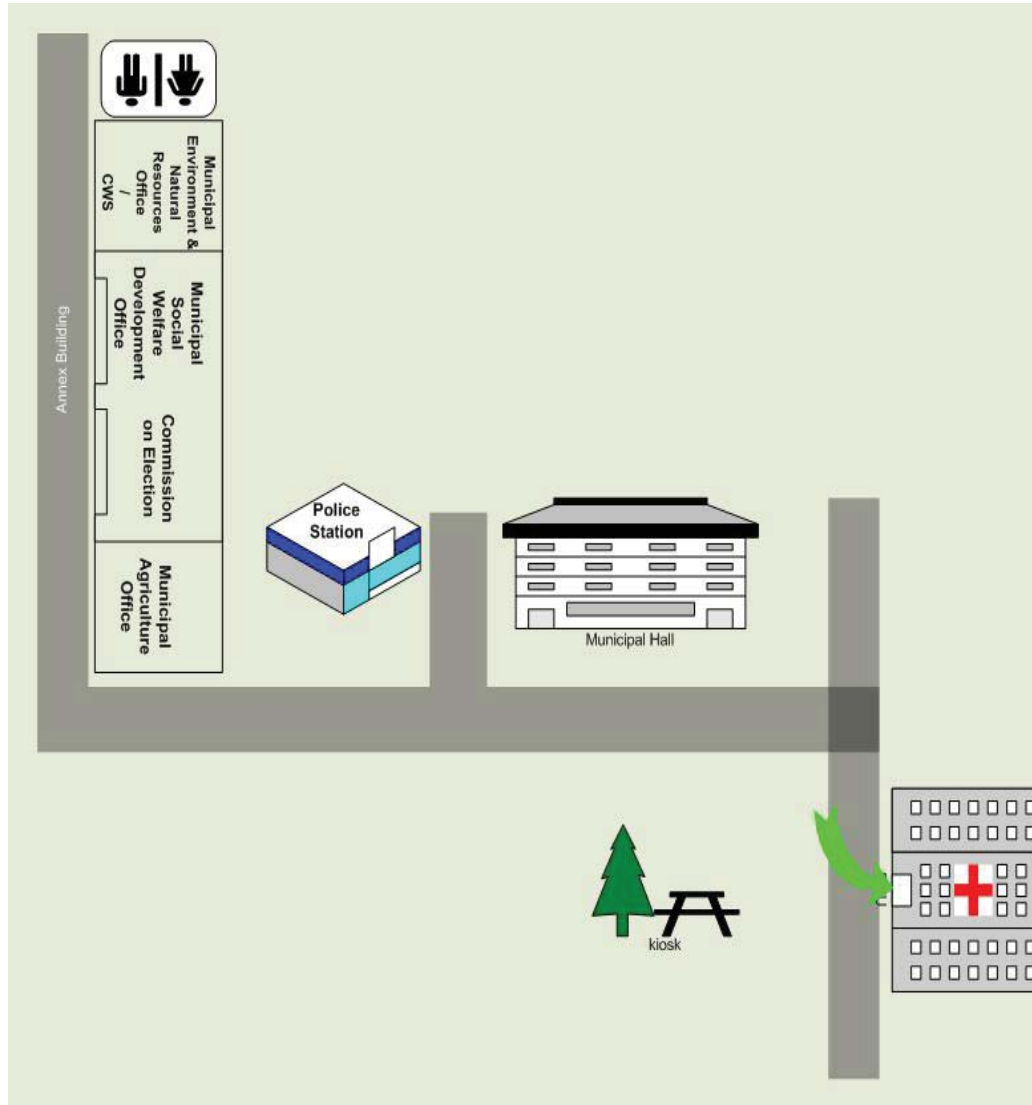 Municipal
Environment &
Natural
Resources
Office
/
CWS
Municipal
Social
Welfare
Development
Office
Annex Building
Commission
on Election
Police
Station
Municipal
Agriculture
Office
Municipal Hall
kiosk